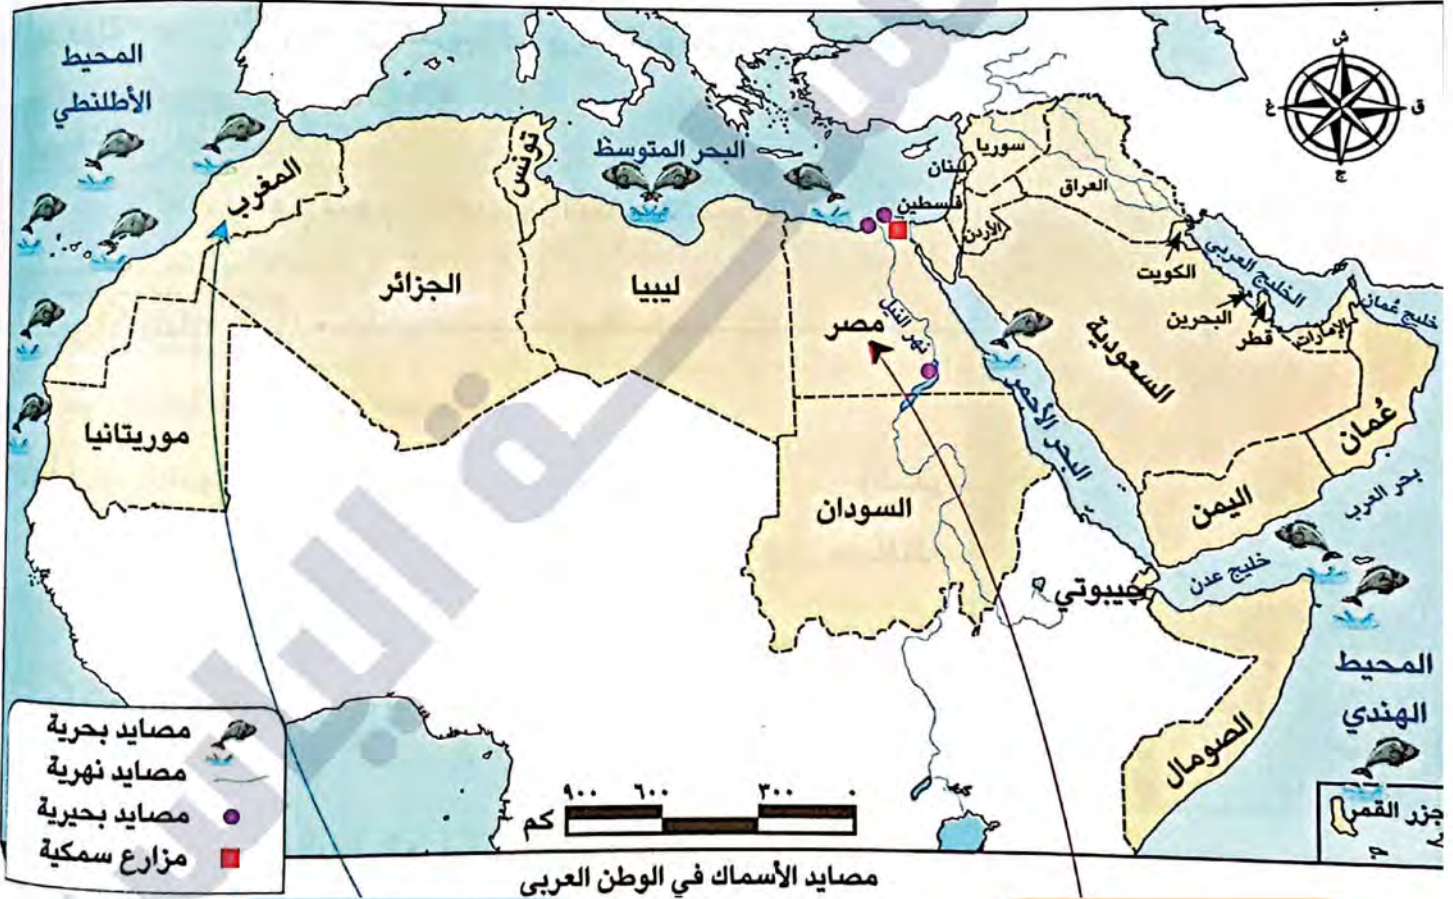 المحيط
الأطلنطي
ش
ق
غ
ج
البحر المتوسط
تونس
المغرب
سوريا
لبنان
العراق
فلسطين
الأردن
الجزائر
ليبيا
مصر
نهر النيل
الكويت
الخليج العربي
البحرين
قطر
الإمارات
خليج عُمان
السعودية
البحر الأحمر
عُمان
موريتانيا
السودان
اليمن
بحر العرب
خليج عدن
جيبوتي
المحيط
الهندي
الصومال
جزر القمر
مصايد بحرية
مصايد نهرية
مصايد بحيرية
مزارع سمكية
٩٠٠ ٦٠٠ ٣٠٠ ٠
كم
مصايد الأسماك في الوطن العربى